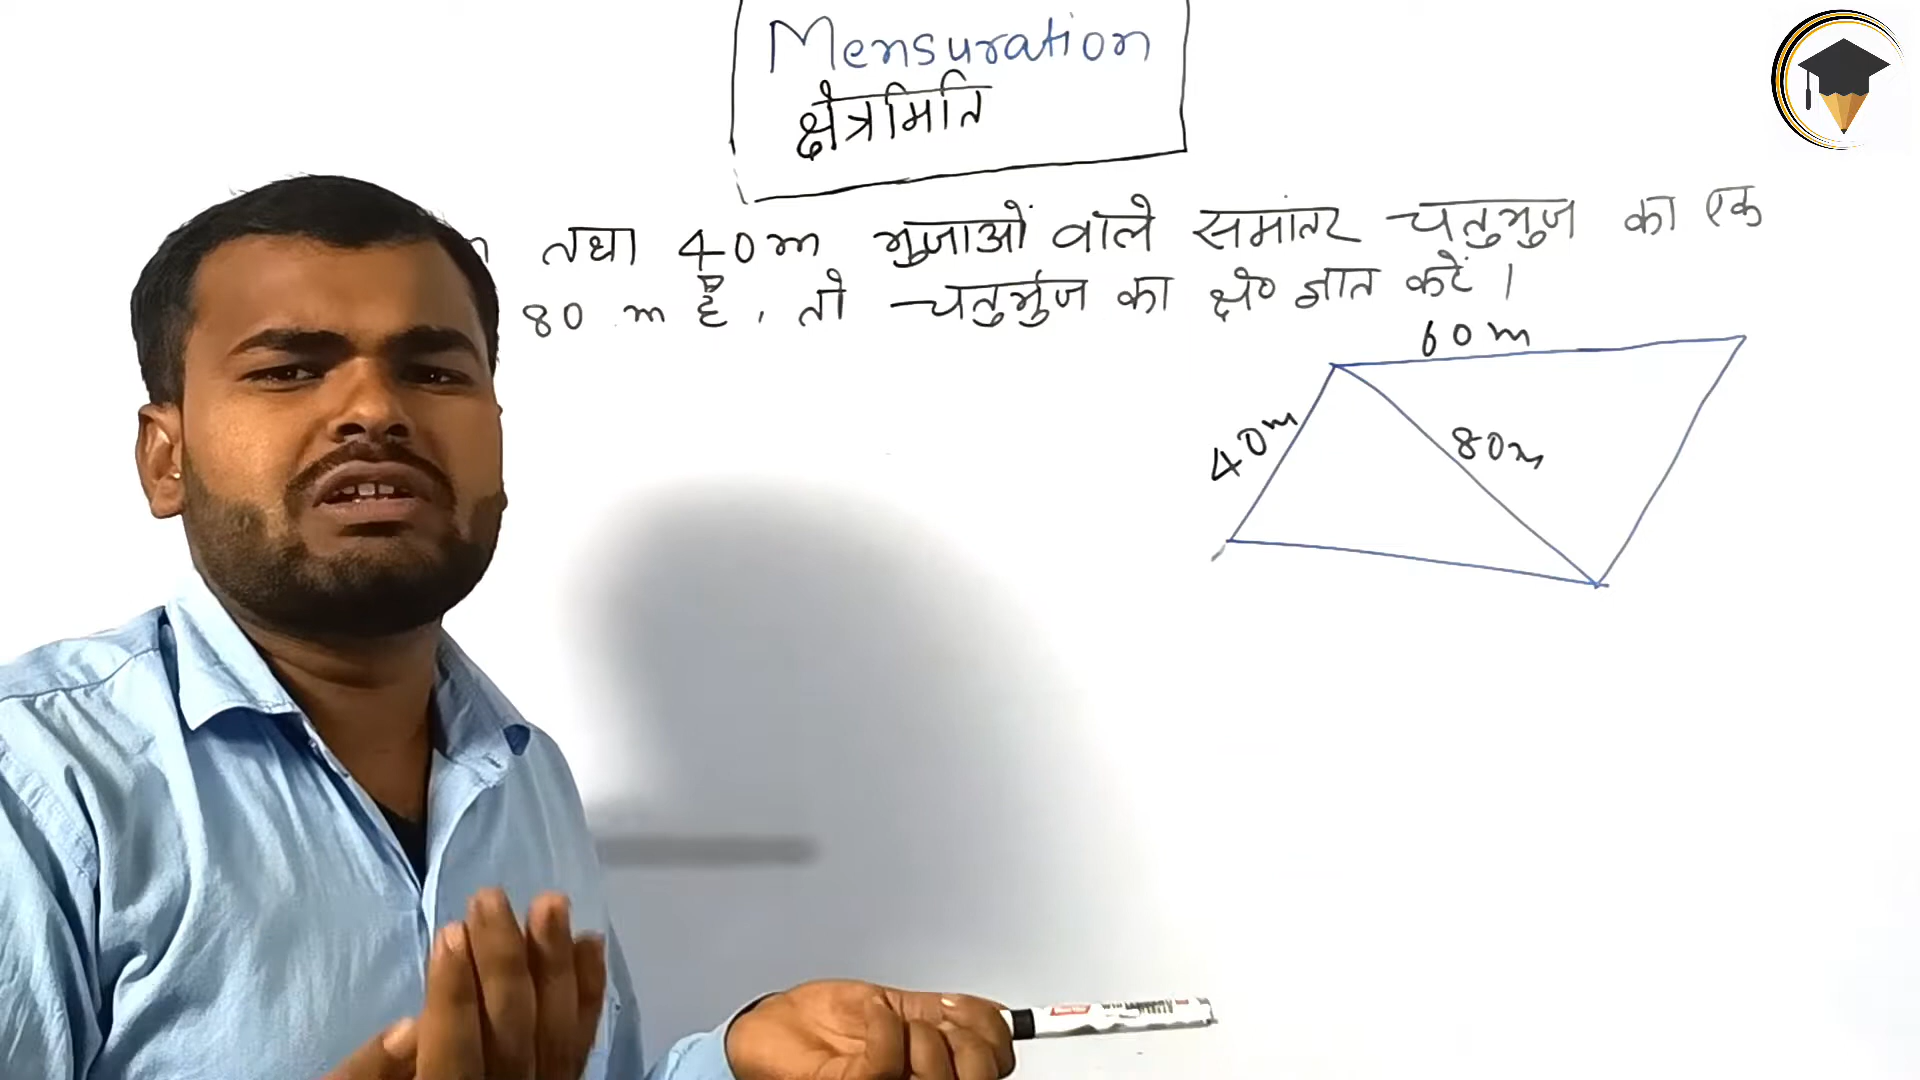 Mensuration
क्षेत्रमिति
तथा 40m भुजाओं वाले समांतर चतुर्भुज का एक
80 m है, तो चतुर्भुज का क्षे० ज्ञात करें।
60m
40m
80m